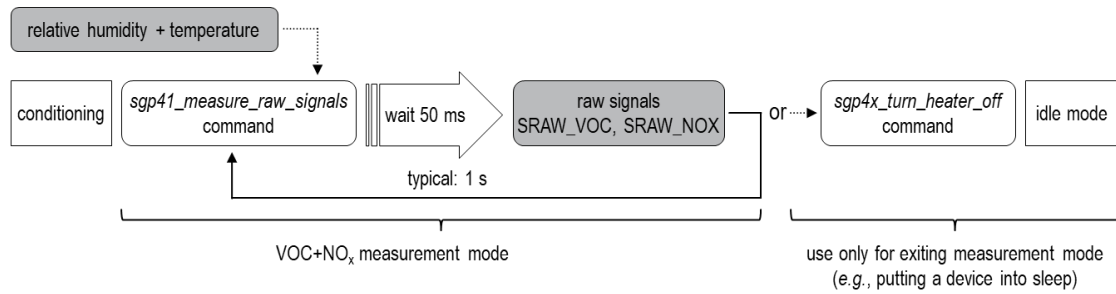 relative humidity + temperature
conditioning
sgp41_measure_raw_signals
command
wait 50 ms
raw signals
SRAW_VOC, SRAW_NOX
or
sgp4x_turn_heater_off
command
idle mode
typical: 1 s
VOC+NOx measurement mode
use only for exiting measurement mode
(e.g., putting a device into sleep)